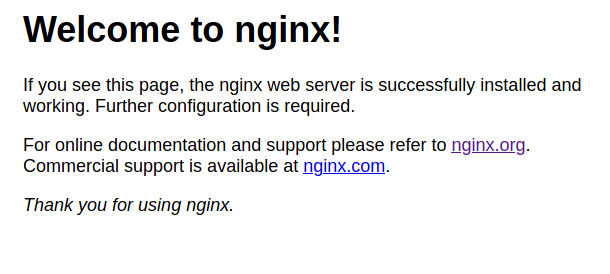 Welcome to nginx!
If you see this page, the nginx web server is successfully installed and
working. Further configuration is required.
For online documentation and support please refer to nginx.org.
Commercial support is available at nginx.com.
Thank you for using nginx.